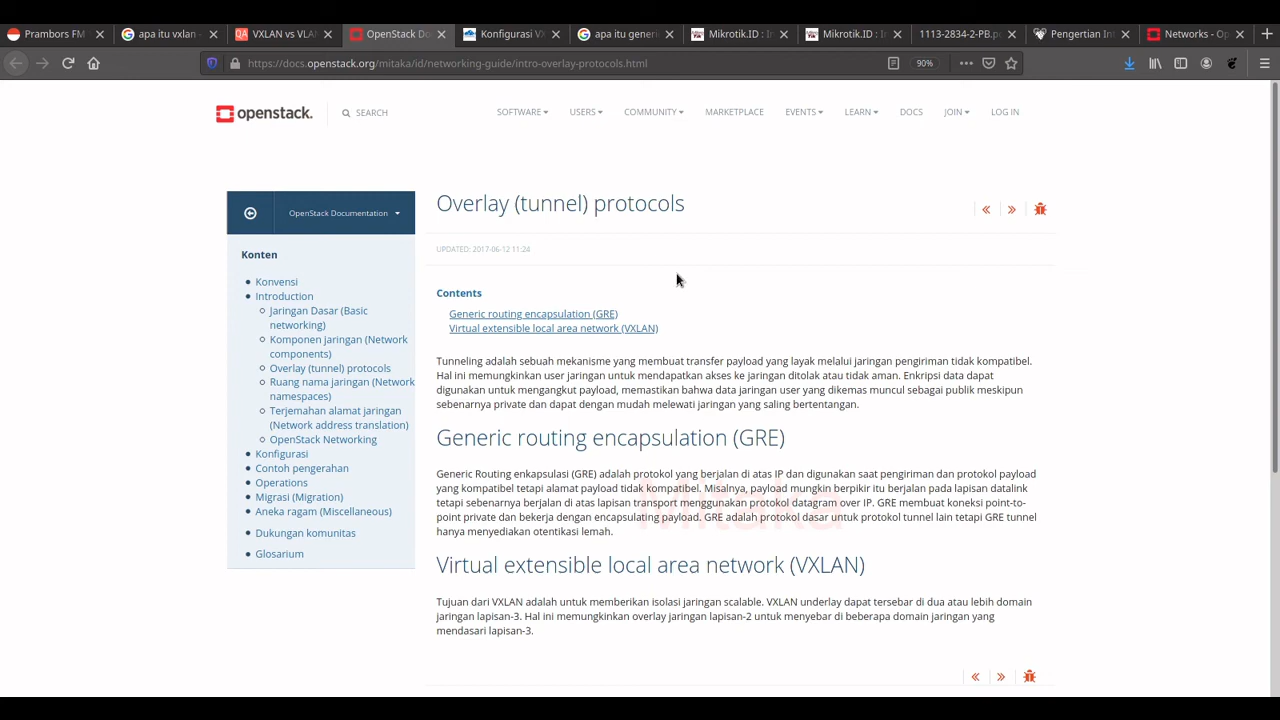 Prambors FM
apa itu vxlan -
QA VXLAN vs VLA
OpenStack Do
Konfigurasi VX
apa itu generi
Mikrotik.ID : I
Mikrotik.ID : I
1113-2834-2-PB.p
Pengertian In
Networks - Op
https://docs.openstack.org/mitaka/id/networking-guide/intro-overlay-protocols.html
90%
openstack.
SEARCH
SOFTWARE
USERS
COMMUNITY
MARKETPLACE
EVENTS
LEARN
DOCS
JOIN
LOG IN
OpenStack Documentation
Konten
Konvensi
Introduction
Jaringan Dasar (Basic
networking)
Komponen jaringan (Network
components)
Overlay (tunnel) protocols
Ruang nama jaringan (Network
namespaces)
Terjemahan alamat jaringan
(Network address translation)
OpenStack Networking
Konfigurasi
Contoh pengerahan
Operations
Migrasi (Migration)
Aneka ragam (Miscellaneous)
Dukungan komunitas
Glosarium
Overlay (tunnel) protocols
UPDATED: 2017-06-12 11:24
Contents
Generic routing encapsulation (GRE)
Virtual extensible local area network (VXLAN)
Tunneling adalah sebuah mekanisme yang membuat transfer payload yang layak melalui jaringan pengiriman tidak kompatibel.
Hal ini memungkinkan user jaringan untuk mendapatkan akses ke jaringan ditolak atau tidak aman. Enkripsi data dapat
digunakan untuk mengangkut payload, memastikan bahwa data jaringan user yang dikemas muncul sebagai publik meskipun
sebenarnya private dan dapat dengan mudah melewati jaringan yang saling bertentangan.
Generic routing encapsulation (GRE)
Generic Routing enkapsulasi (GRE) adalah protokol yang berjalan di atas IP dan digunakan saat pengiriman dan protokol payload
yang kompatibel tetapi alamat payload tidak kompatibel. Misalnya, payload mungkin berpikir itu berjalan pada lapisan datalink
tetapi sebenarnya berjalan di atas lapisan transport menggunakan protokol datagram over IP. GRE membuat koneksi point-to-
point private dan bekerja dengan encapsulating payload. GRE adalah protokol dasar untuk protokol tunnel lain tetapi GRE tunnel
hanya menyediakan otentikasi lemah.
Mitaka
Virtual extensible local area network (VXLAN)
Tujuan dari VXLAN adalah untuk memberikan isolasi jaringan scalable. VXLAN underlay dapat tersebar di dua atau lebih domain
jaringan lapisan-3. Hal ini memungkinkan overlay jaringan lapisan-2 untuk menyebar di beberapa domain jaringan yang
mendasari lapisan-3.